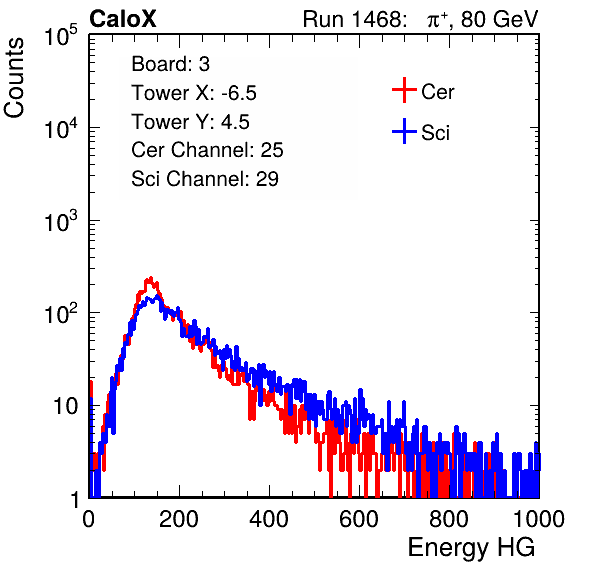 CaloX Run 1468: π⁺, 80 GeV
Counts
10⁵
10⁴
10³
10²
10
1
Board: 3
Tower X: -6.5
Tower Y: 4.5
Cer Channel: 25
Sci Channel: 29
Cer
Sci
0 200 400 600 800 1000
Energy HG